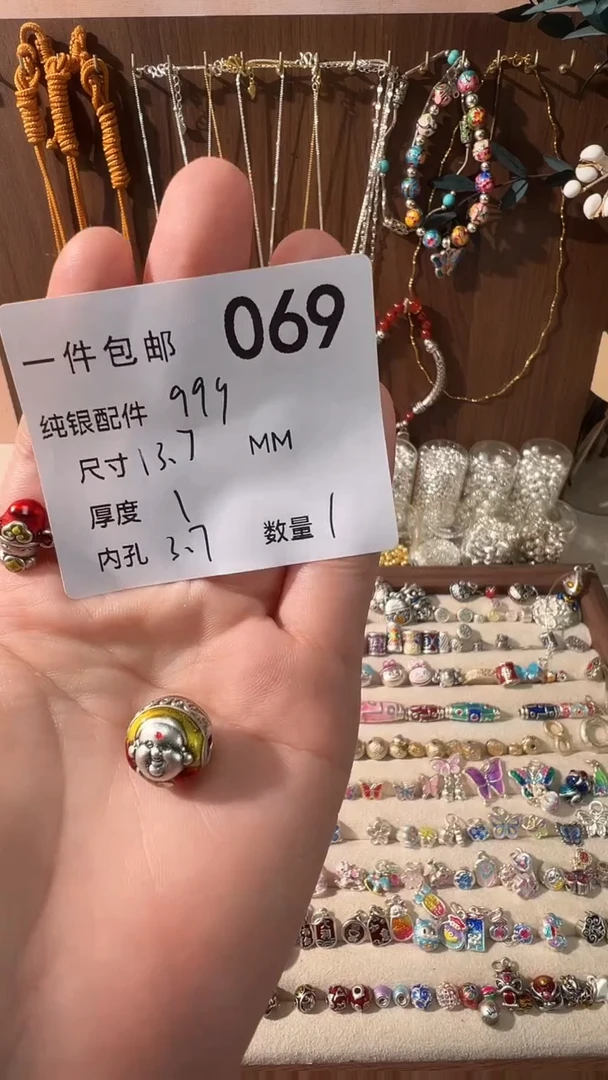 069
一件包邮
纯银配件 999
尺寸 13.7 MM
厚度 1
内孔 3.7 数量 1